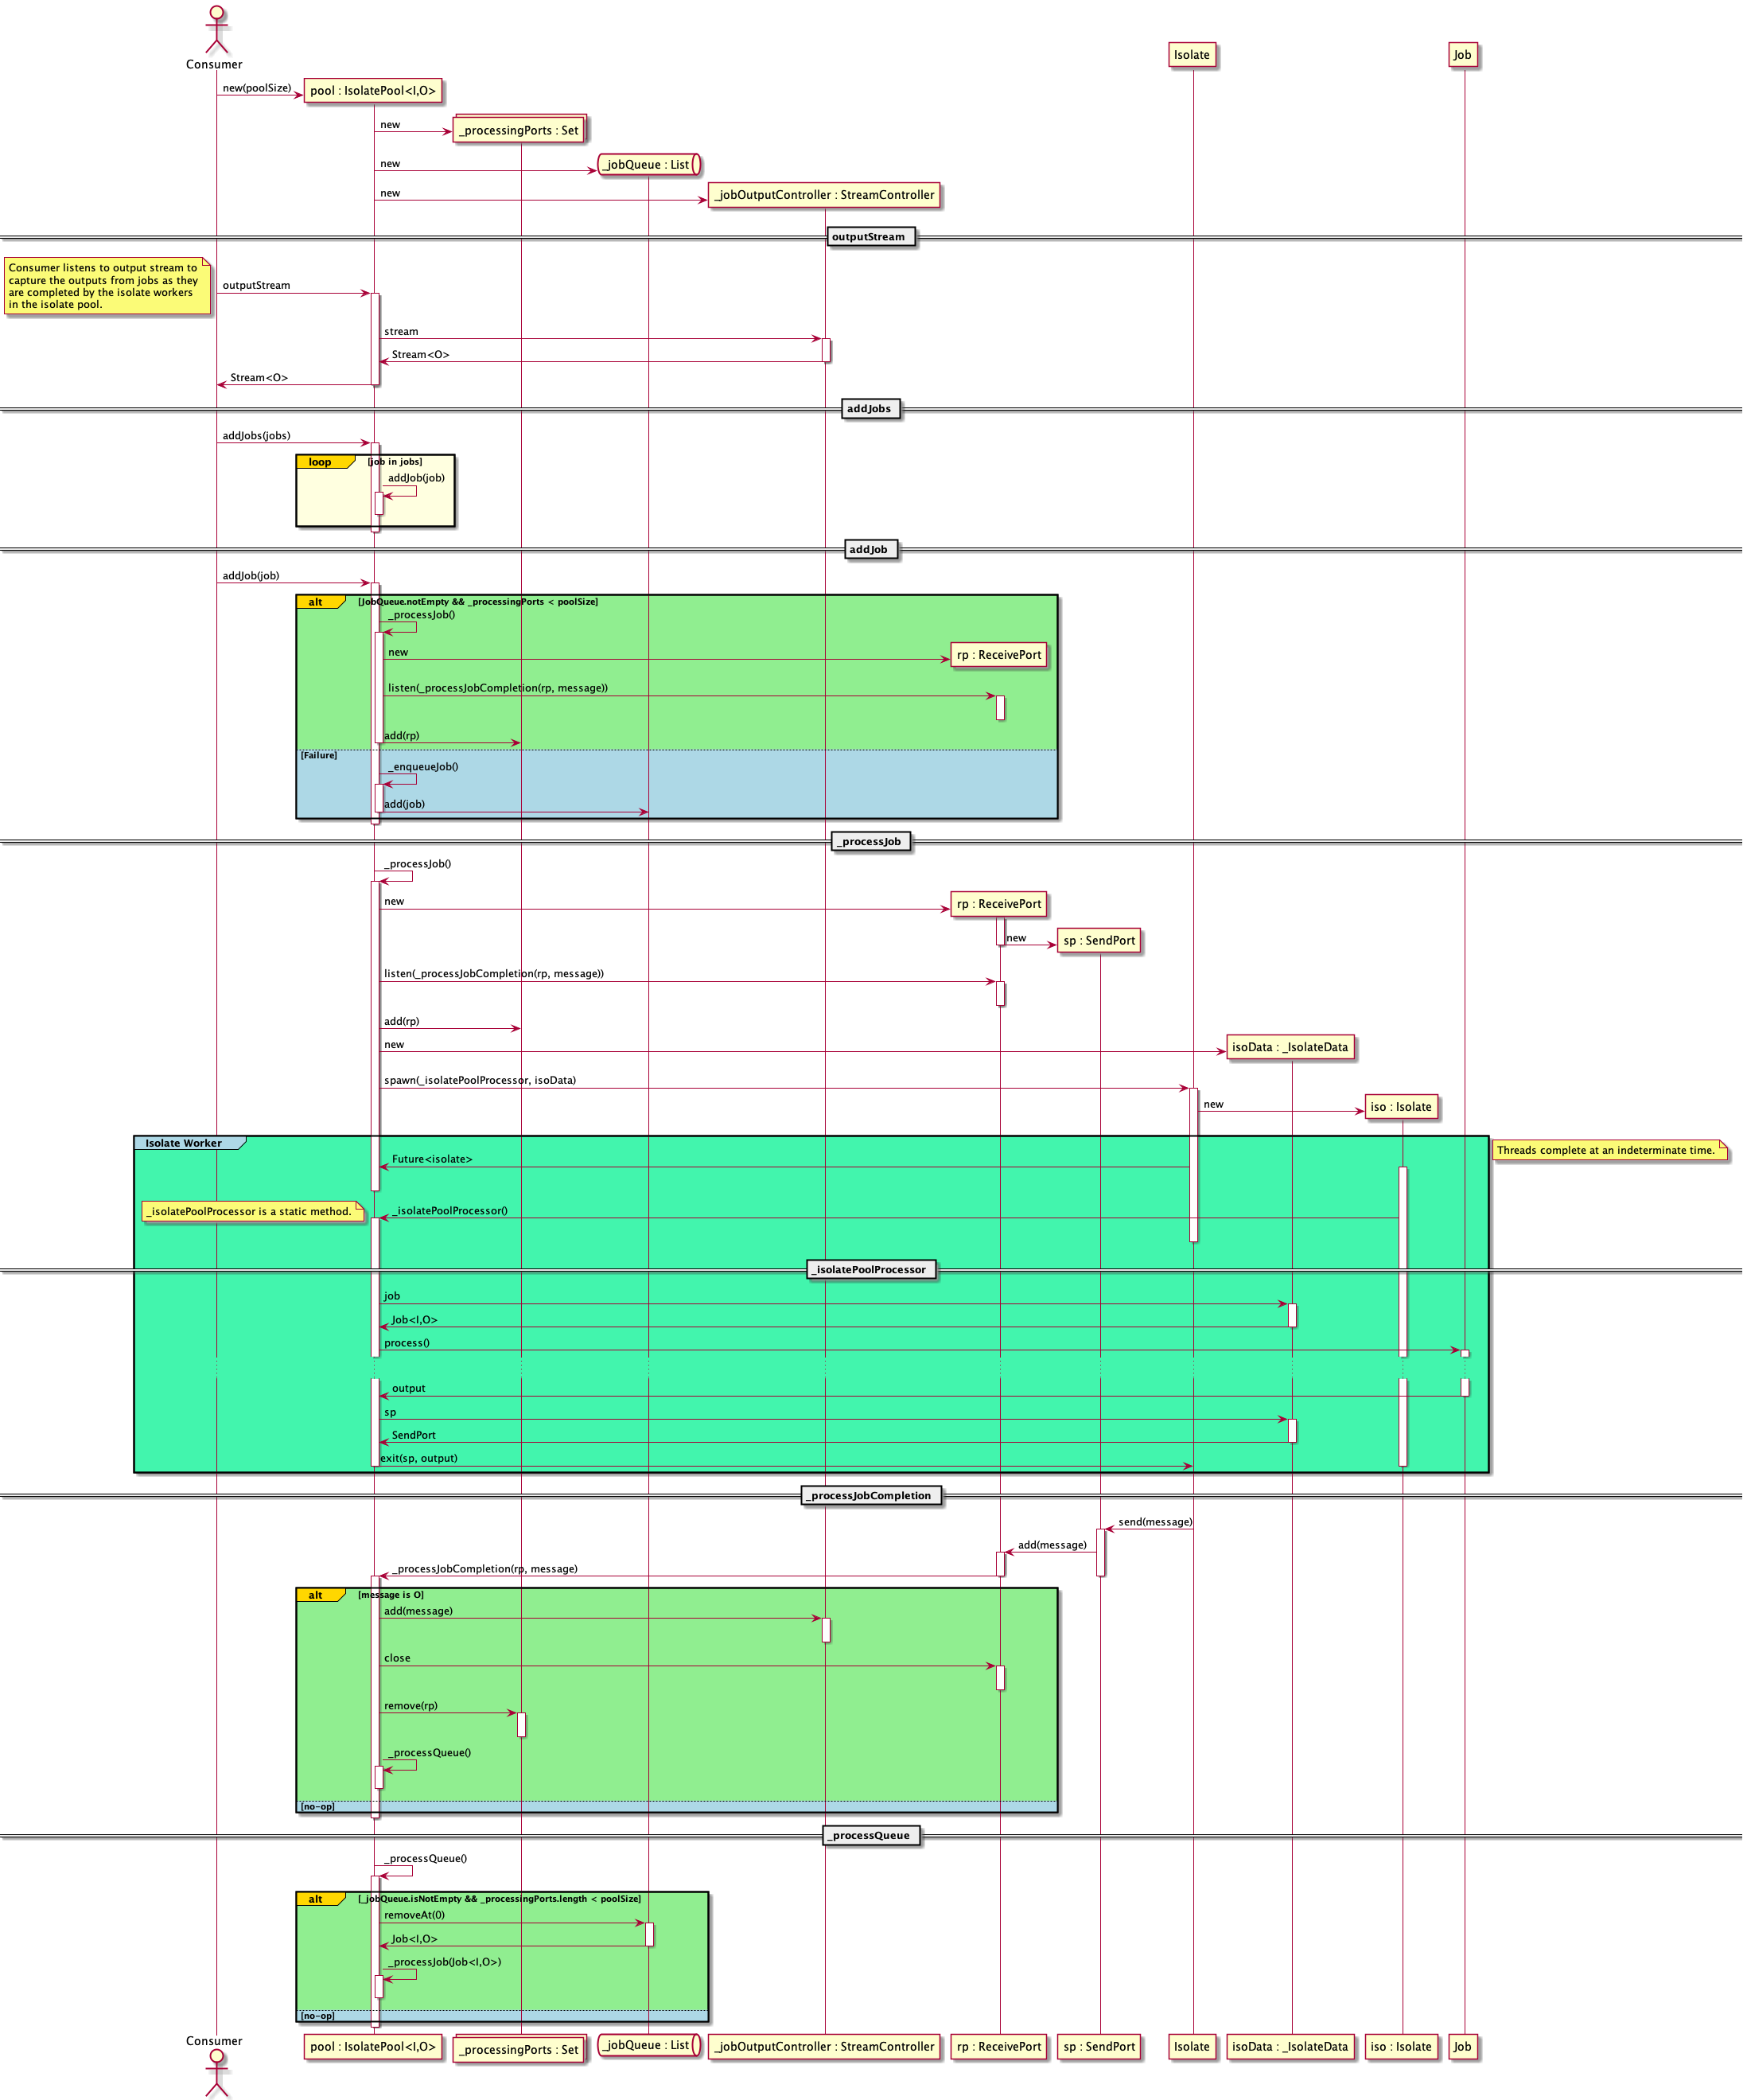 Consumer
Isolate
Job
new(poolSize)
pool : IsolatePool<I,O>
new
_processingPorts : Set
new
_jobQueue : List
new
_jobOutputController : StreamController
outputStream
Consumer listens to output stream to
capture the outputs from jobs as they
are completed by the isolate workers
in the isolate pool.
outputStream
stream
Stream<O>
Stream<O>
addJobs
addJobs(jobs)
loop
[job in jobs]
addJob(job)
addJob
addJob(job)
alt
[JobQueue.notEmpty && _processingPorts < poolSize]
_processJob()
new
rp : ReceivePort
listen(_processJobCompletion(rp, message))
add(rp)
[Failure]
_enqueueJob()
add(job)
_processJob
_processJob()
new
rp : ReceivePort
new
sp : SendPort
listen(_processJobCompletion(rp, message))
add(rp)
new
isoData : _IsolateData
spawn(_isolatePoolProcessor, isoData)
new
iso : Isolate
Isolate Worker
Threads complete at an indeterminate time.
Future<isolate>
_isolatePoolProcessor is a static method.
_isolatePoolProcessor()
_isolatePoolProcessor
job
Job<I,O>
process()
output
sp
SendPort
exit(sp, output)
_processJobCompletion
send(message)
add(message)
_processJobCompletion(rp, message)
alt
[message is O]
add(message)
close
remove(rp)
_processQueue()
[no-op]
_processQueue
_processQueue()
alt
[_jobQueue.isNotEmpty && _processingPorts.length < poolSize]
removeAt(0)
Job<I,O>
_processJob(Job<I,O>)
[no-op]
Consumer
pool : IsolatePool<I,O>
_processingPorts : Set
_jobQueue : List
_jobOutputController : StreamController
rp : ReceivePort
sp : SendPort
Isolate
isoData : _IsolateData
iso : Isolate
Job